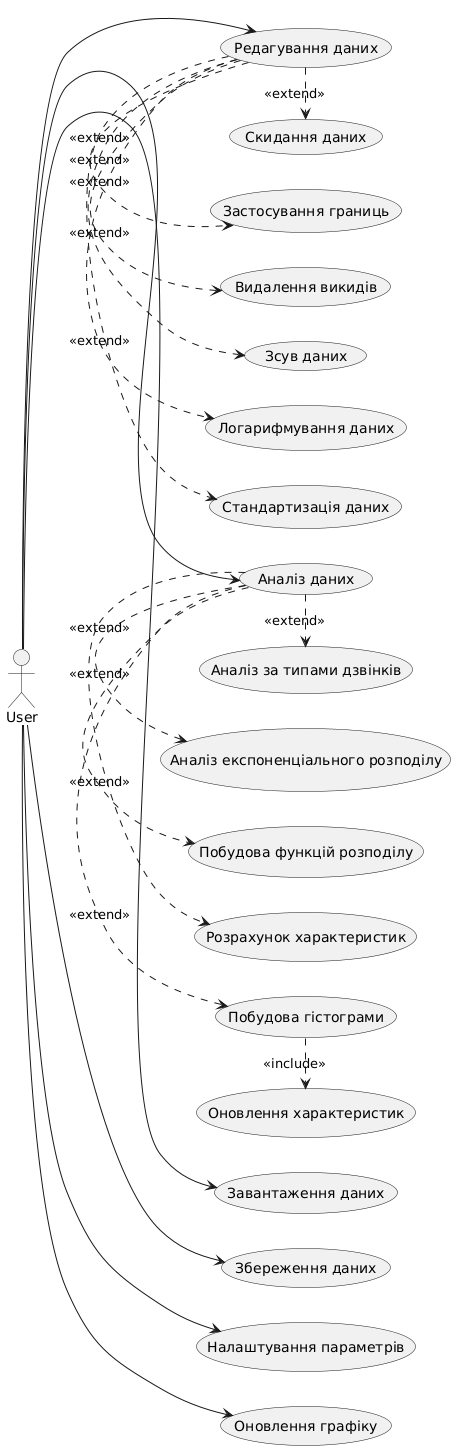 Редагування даних
«extend»
Скидання даних
«extend»
«extend»
«extend»
Застосування границь
«extend»
Видалення викидів
«extend»
Зсув даних
Логарифмування даних
Стандартизація даних
Аналіз даних
«extend»
«extend»
Аналіз за типами дзвінків
«extend»
User
Аналіз експоненціального розподілу
«extend»
Побудова функцій розподілу
«extend»
Розрахунок характеристик
Побудова гістограми
«include»
Оновлення характеристик
Завантаження даних
Збереження даних
Налаштування параметрів
Оновлення графіку